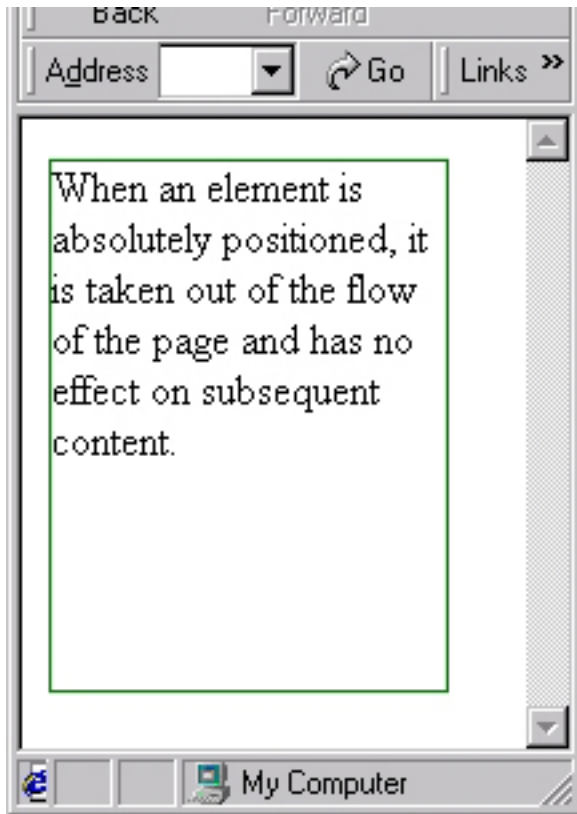 Back Forward
Address Go Links »
When an element is
absolutely positioned, it
is taken out of the flow
of the page and has no
effect on subsequent
content.
My Computer